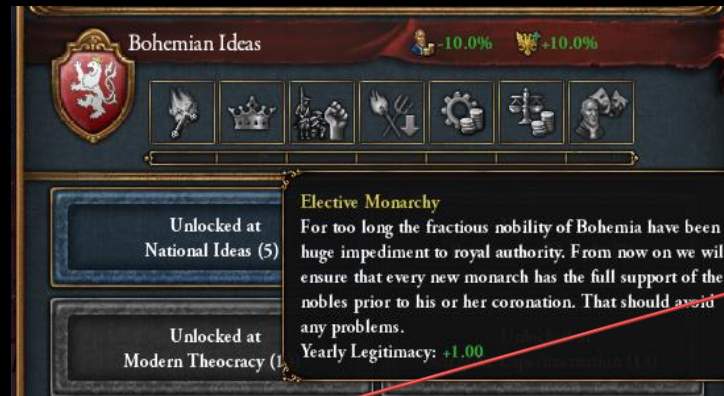 Bohemian Ideas
-10.0%
+10.0%
Elective Monarchy
For too long the fractious nobility of Bohemia have been
huge impediment to royal authority. From now on we wil
ensure that every new monarch has the full support of the
nobles prior to his or her coronation. That should avoid
any problems.
Yearly Legitimacy: +1.00
Unlocked at
National Ideas (5)
Unlocked at
Modern Theocracy (1